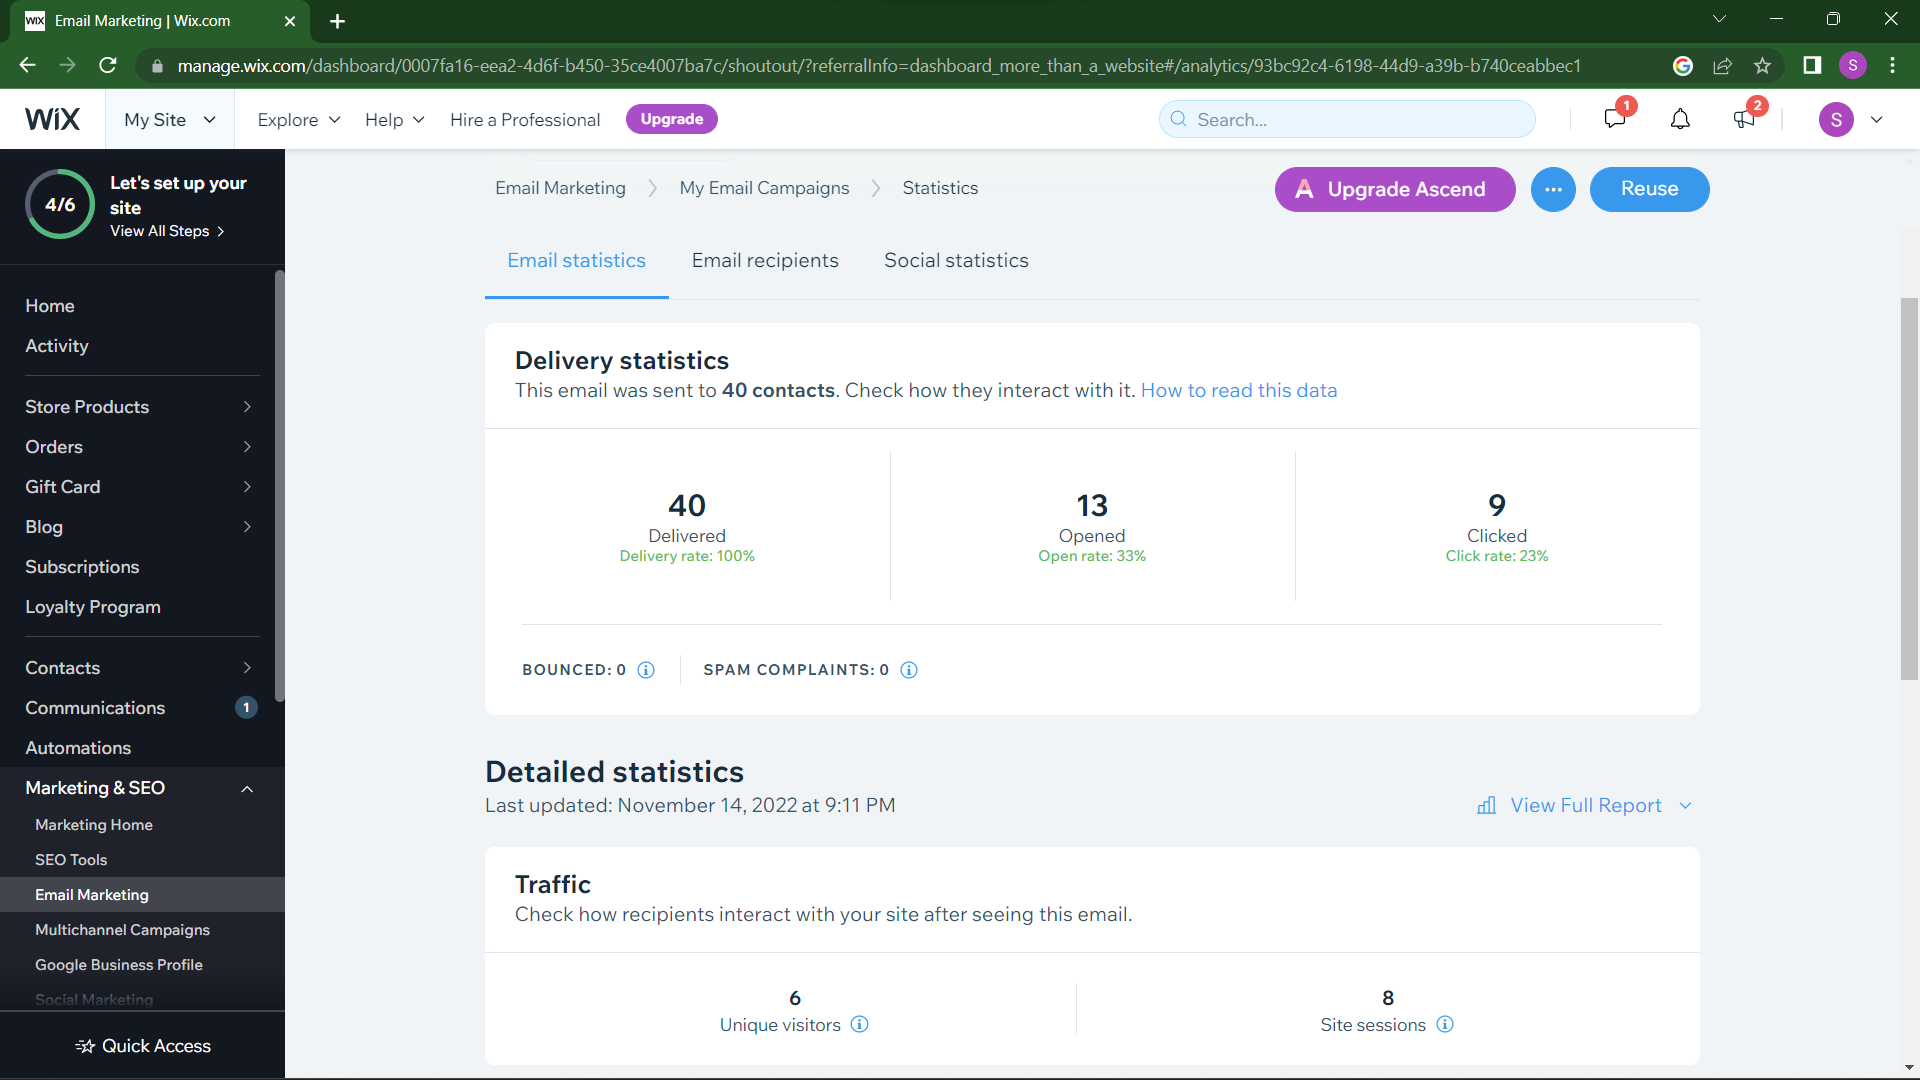 WIX Email Marketing | Wix.com
manage.wix.com/dashboard/0007fa16-eea2-4d6f-b450-35ce4007ba7c/shoutout/?referralInfo=dashboard_more_than_a_website#/analytics/93bc92c4-6198-44d9-a39b-b740ceabbec1
S
WIX
My Site
Explore
Help
Hire a Professional
Upgrade
Search...
1
2
S
4/6
Let's set up your
site
View All Steps >
Home
Activity
Store Products
Orders
Gift Card
Blog
Subscriptions
Loyalty Program
Contacts
Communications 1
Automations
Marketing & SEO
Marketing Home
SEO Tools
Email Marketing
Multichannel Campaigns
Google Business Profile
Social Marketing
Quick Access
Email Marketing > My Email Campaigns > Statistics
A Upgrade Ascend
...
Reuse
Email statistics
Email recipients
Social statistics
Delivery statistics
This email was sent to 40 contacts. Check how they interact with it. How to read this data
40
Delivered
Delivery rate: 100%
13
Opened
Open rate: 33%
9
Clicked
Click rate: 23%
BOUNCED: 0
SPAM COMPLAINTS: 0
Detailed statistics
Last updated: November 14, 2022 at 9:11 PM
View Full Report
Traffic
Check how recipients interact with your site after seeing this email.
6
Unique visitors
8
Site sessions